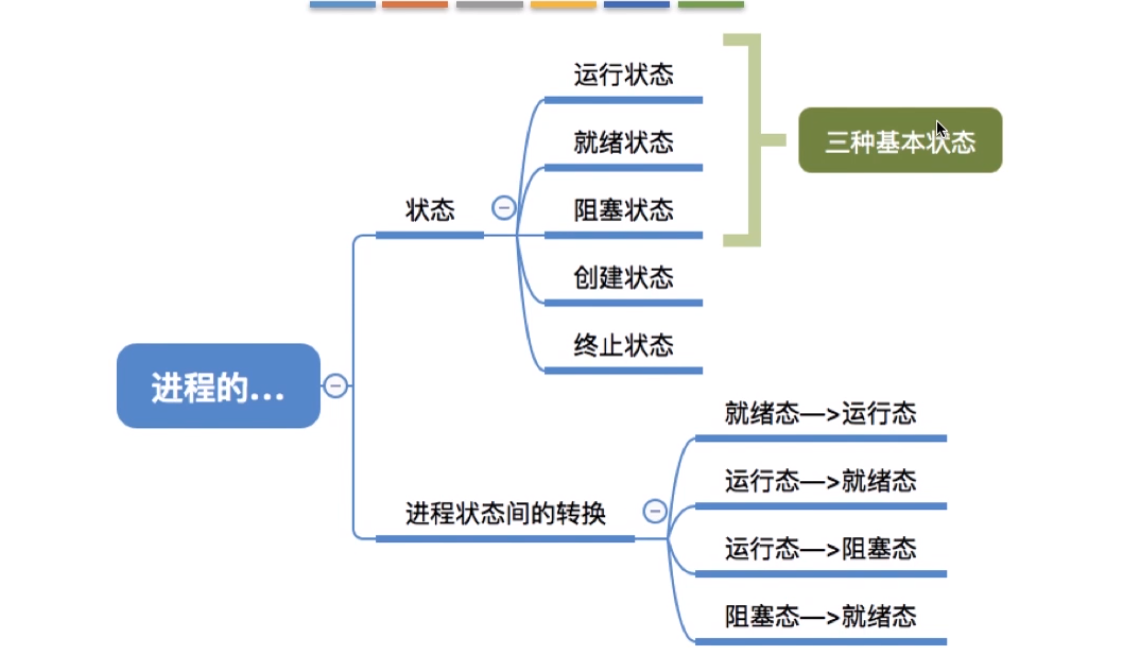 运行状态
就绪状态
三种基本状态
状态
阻塞状态
创建状态
终止状态
进程的...
就绪态—>运行态
运行态—>就绪态
进程状态间的转换
运行态—>阻塞态
阻塞态—>就绪态